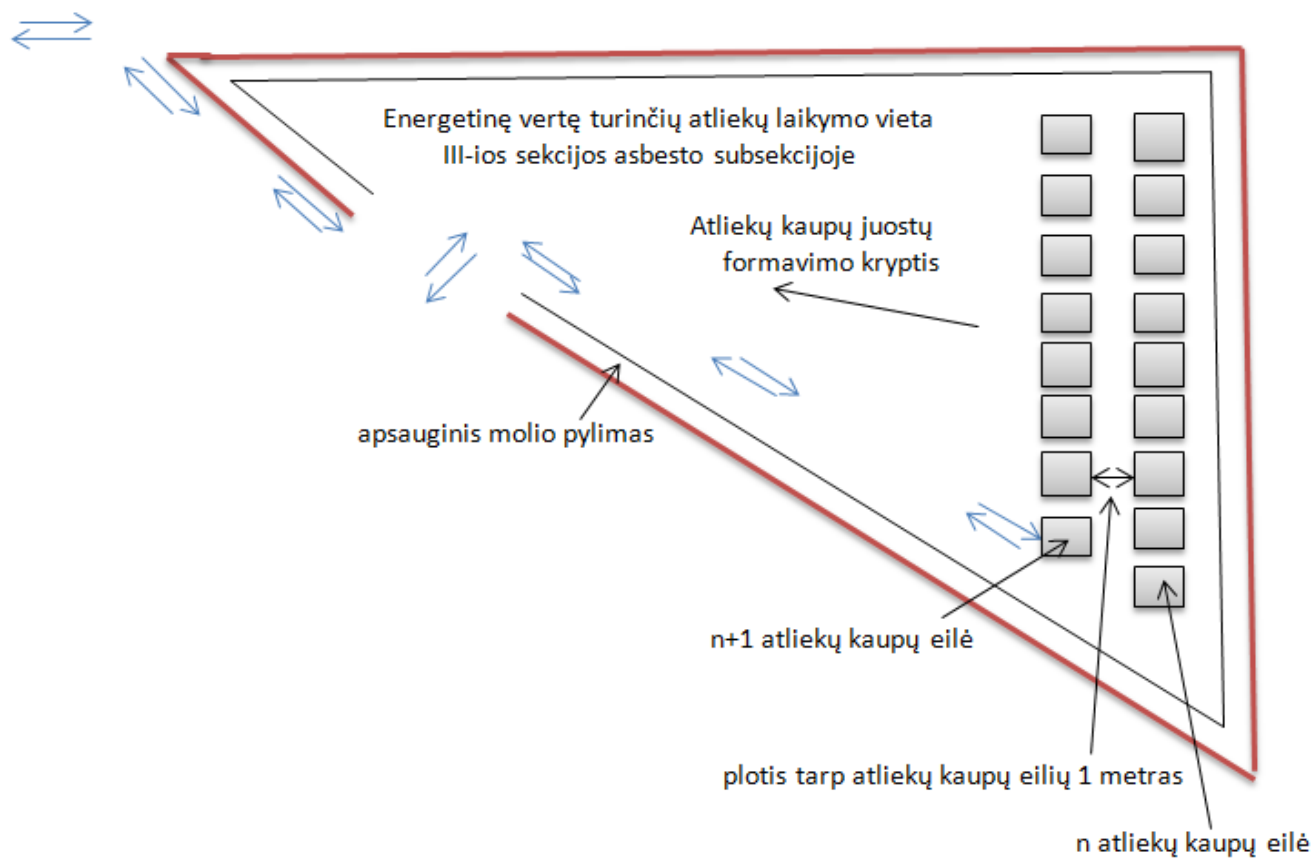 Energetinę vertę turinčių atliekų laikymo vieta
III-ios sekcijos asbesto subsekcijoje
Atliekų kaupų juostų
formavimo kryptis
apsauginis molio pylimas
n+1 atliekų kaupų eilė
plotis tarp atliekų kaupų eilių 1 metras
n atliekų kaupų eilė